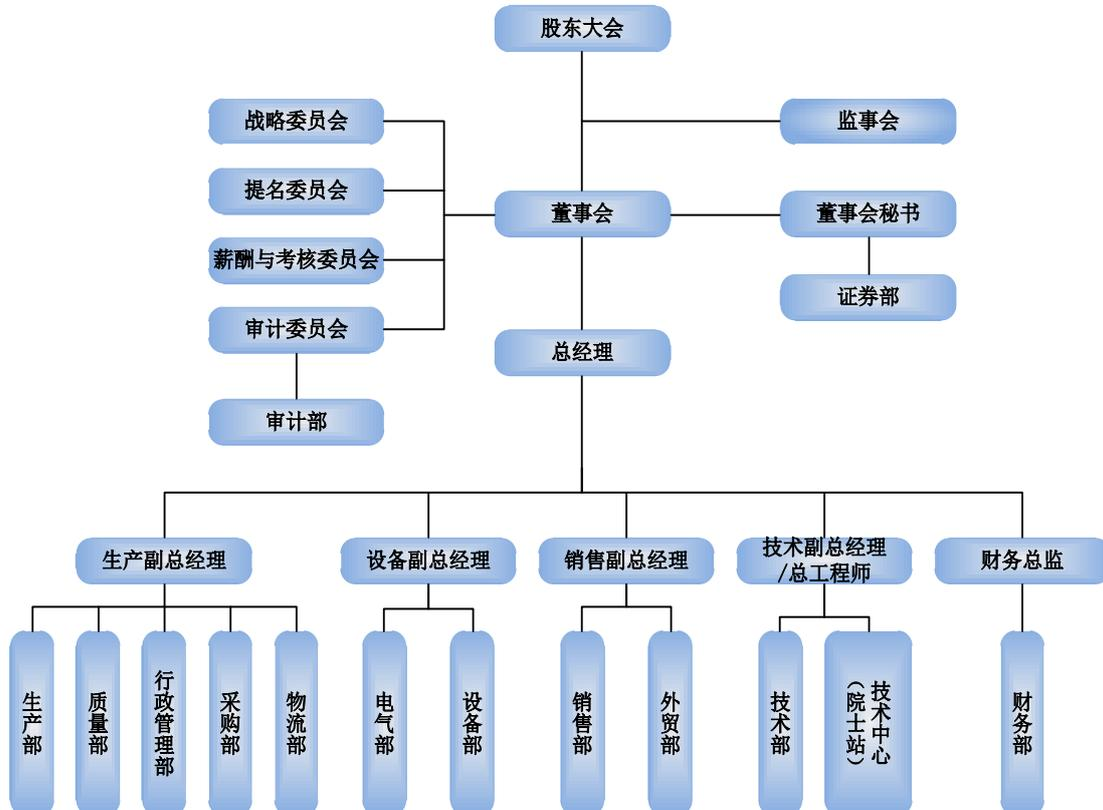 股东大会
战略委员会
监事会
提名委员会
董事会
董事会秘书
薪酬与考核委员会
证券部
审计委员会
总经理
审计部
生产副总经理
设备副总经理
销售副总经理
技术副总经理
/总工程师
财务总监
生产部
质量部
行政管理部
采购部
物流部
电气部
设备部
销售部
外贸部
技术部
技术中心
（院士站）
财务部